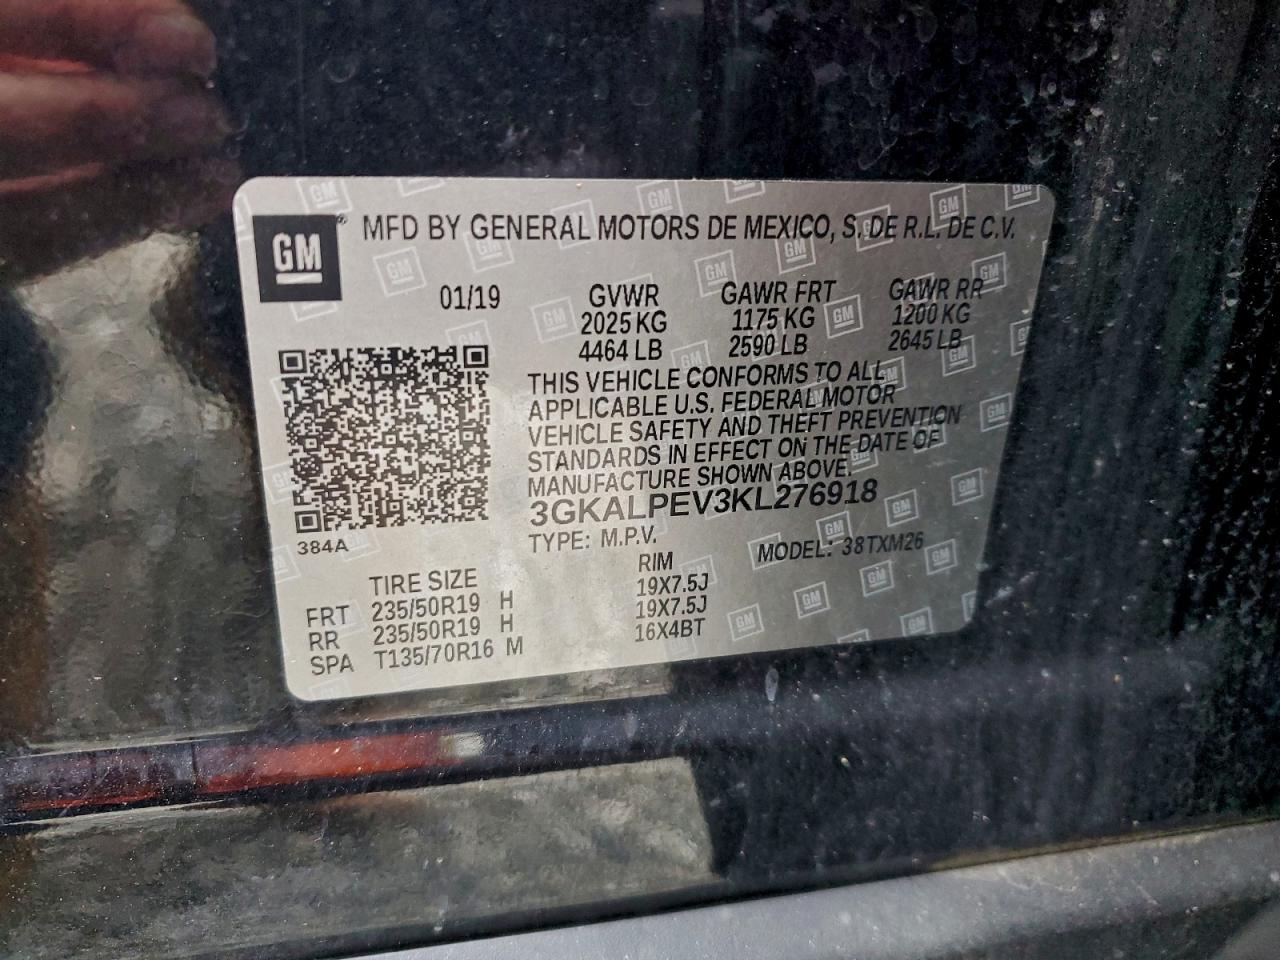 GM
MFD BY GENERAL MOTORS DE MEXICO, S. DE R.L. DE C.V.
01/19 GVWR GAWR FRT GAWR RR
2025 KG 1175 KG 1200 KG
4464 LB 2590 LB 2645 LB
THIS VEHICLE CONFORMS TO ALL
APPLICABLE U.S. FEDERAL MOTOR
VEHICLE SAFETY AND THEFT PREVENTION
STANDARDS IN EFFECT ON THE DATE OF
MANUFACTURE SHOWN ABOVE.
3GKALPEV3KL276918
384A
TYPE: M.P.V. MODEL: 38TXM26
TIRE SIZE RIM
FRT 235/50R19 H 19X7.5J
RR 235/50R19 H 19X7.5J
SPA T135/70R16 M 16X4BT